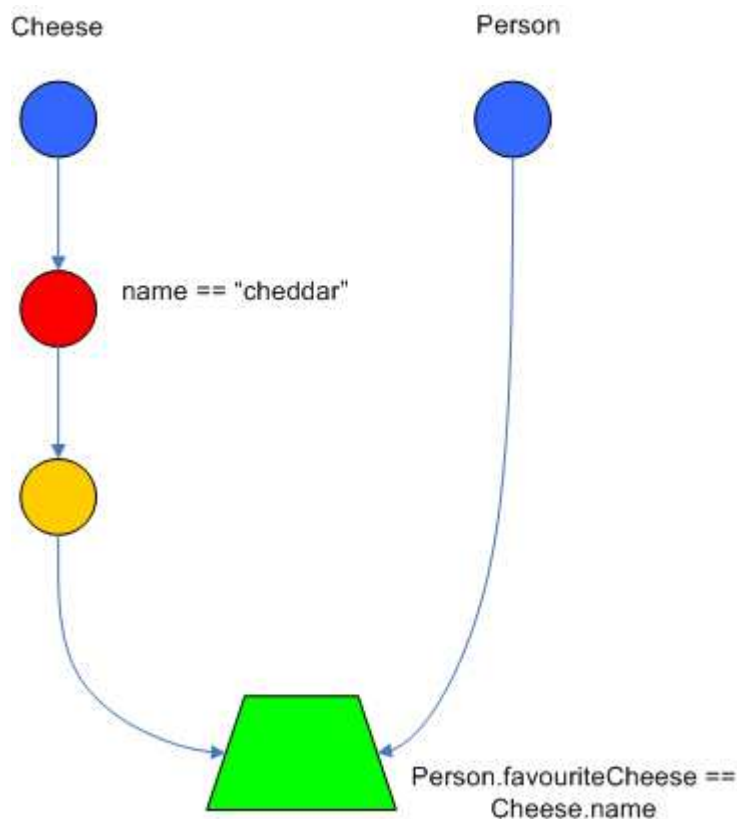 Cheese
Person
name == “cheddar”
Person.favouriteCheese ==
Cheese.name